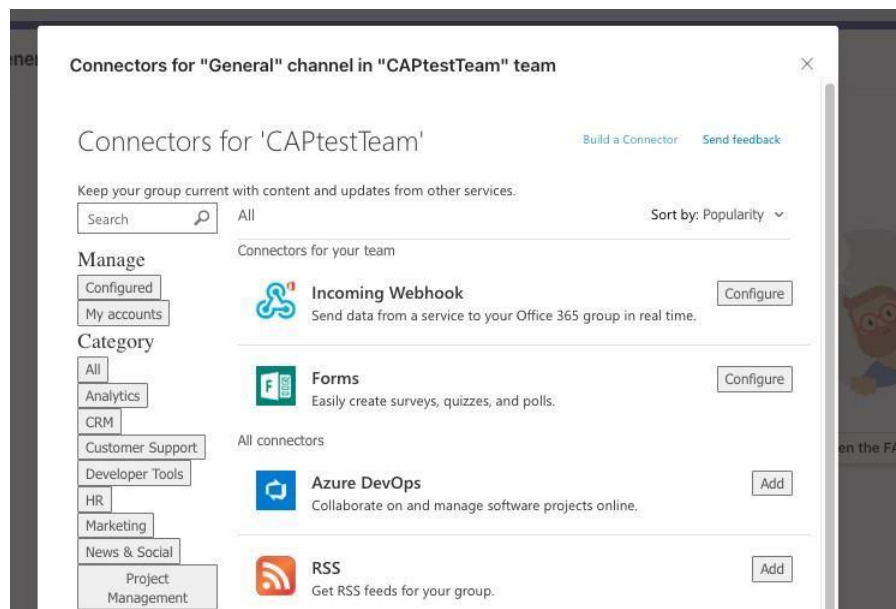 Connectors for "General" channel in "CAPtestTeam" team
Connectors for 'CAPtestTeam'
Build a Connector
Send feedback
Keep your group current with content and updates from other services.
Search
All
Sort by: Popularity
Manage
Configured
My accounts
Category
All
Analytics
CRM
Customer Support
Developer Tools
HR
Marketing
News & Social
Project
Management
Connectors for your team
Incoming Webhook
Send data from a service to your Office 365 group in real time.
Configure
Forms
Easily create surveys, quizzes, and polls.
Configure
All connectors
Azure DevOps
Collaborate on and manage software projects online.
Add
RSS
Get RSS feeds for your group.
Add